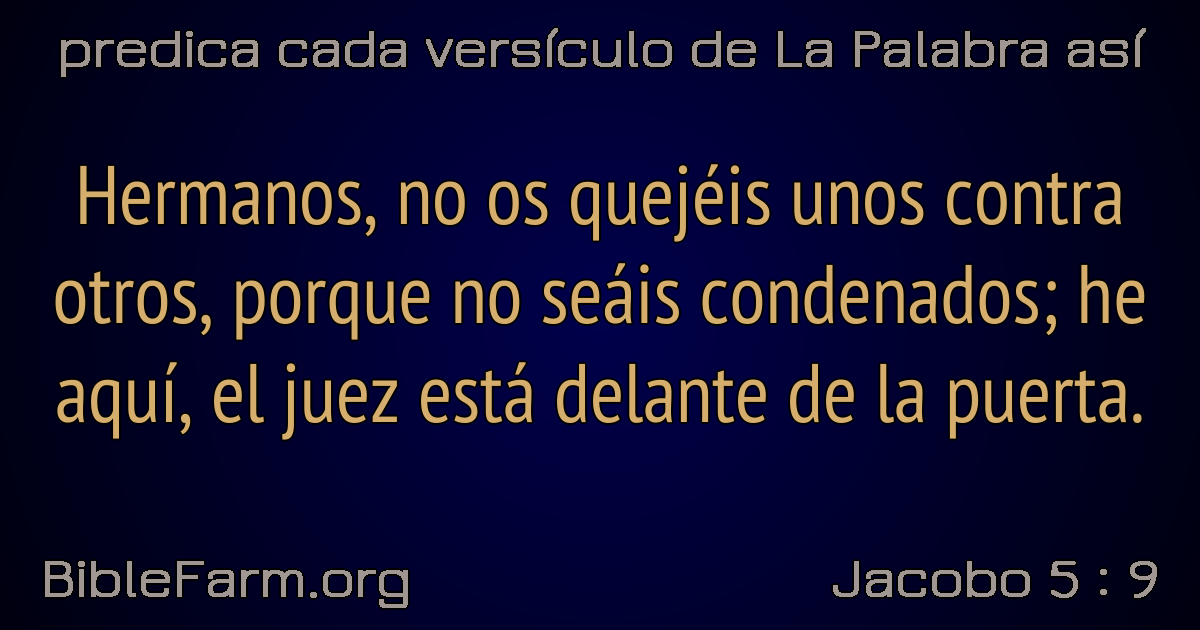 predica cada versículo de La Palabra así
Hermanos, no os quejéis unos contra
otros, porque no seáis condenados; he
aquí, el juez está delante de la puerta.
BibleFarm.org
Jacobo 5 : 9